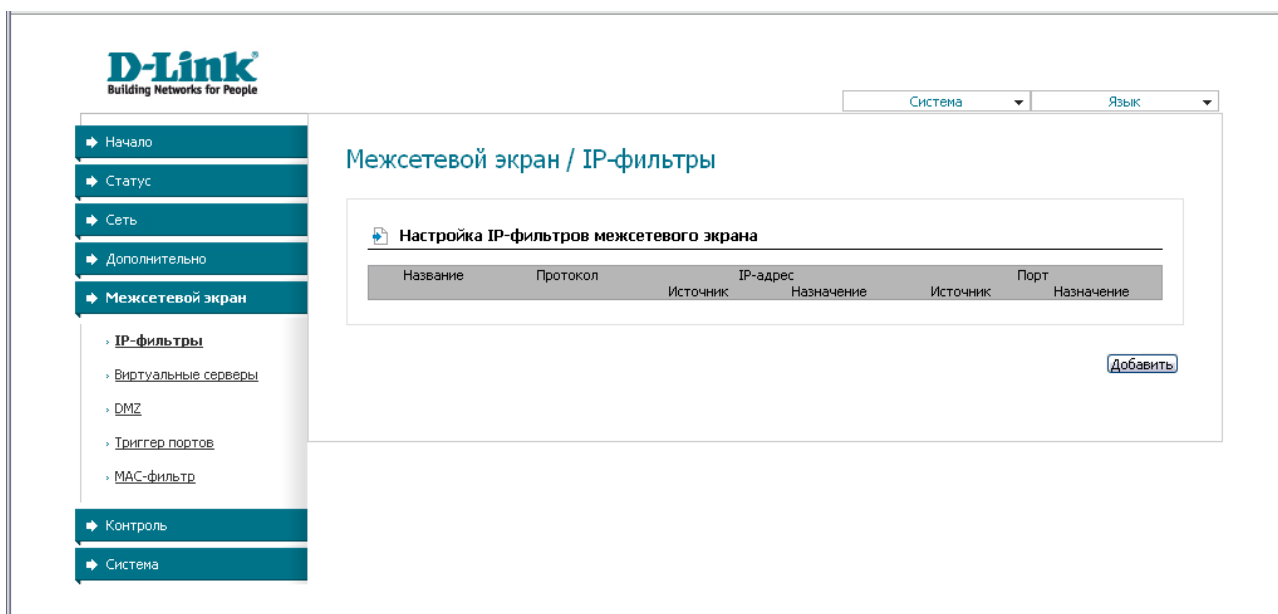 D-Link
Building Networks for People
Система Язык
Начало
Статус
Сеть
Дополнительно
Межсетевой экран
IP-фильтры
Виртуальные серверы
DMZ
Триггер портов
MAC-фильтр
Контроль
Система
Межсетевой экран / IP-фильтры
Настройка IP-фильтров межсетевого экрана
Название Протокол IP-адрес Порт
Источник Назначение Источник Назначение
Добавить